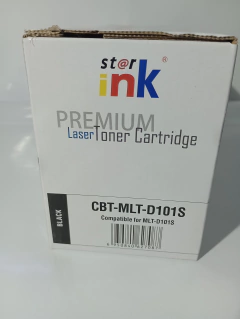 st@r
ink®
PREMIUM
Laser Toner Cartridge
BLACK
CBT-MLT-D101S
Compatible for MLT-D101S